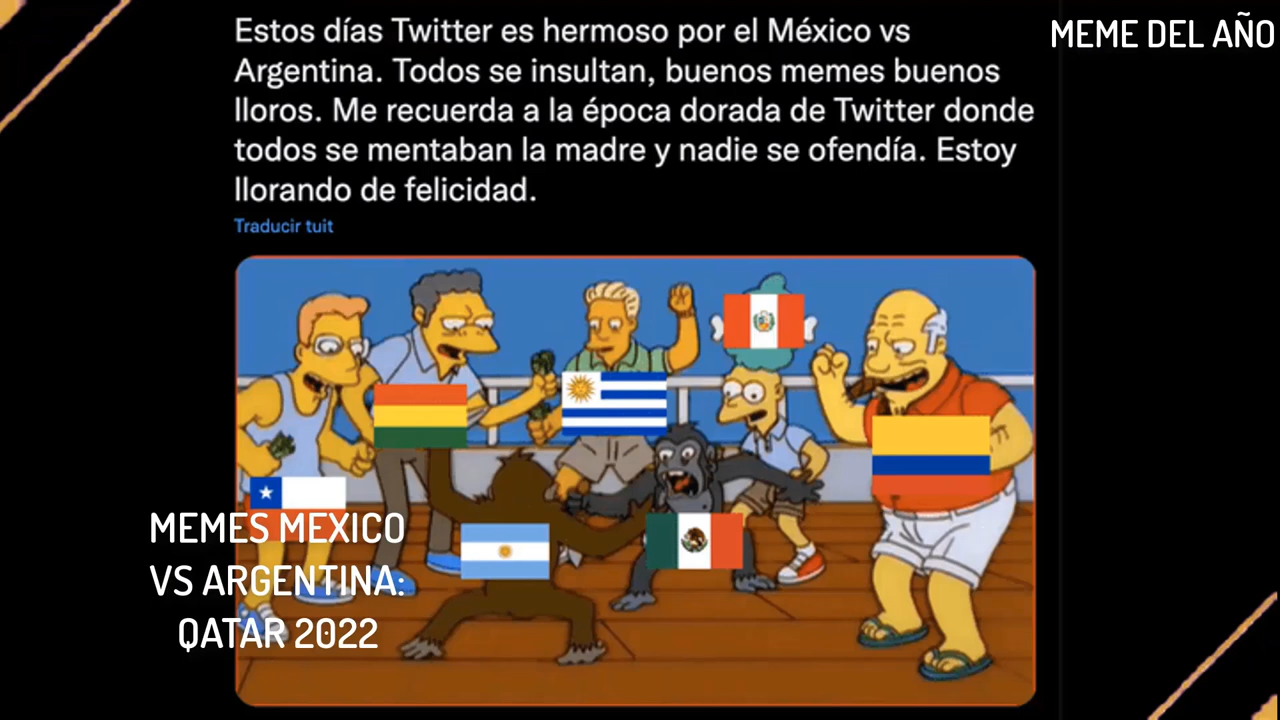 Estos días Twitter es hermoso por el México vs
Argentina. Todos se insultan, buenos memes buenos
lloros. Me recuerda a la época dorada de Twitter donde
todos se mentaban la madre y nadie se ofendía. Estoy
llorando de felicidad.
Traducir tuit
MEME DEL AÑO
MEMES MEXICO
VS ARGENTINA:
QATAR 2022